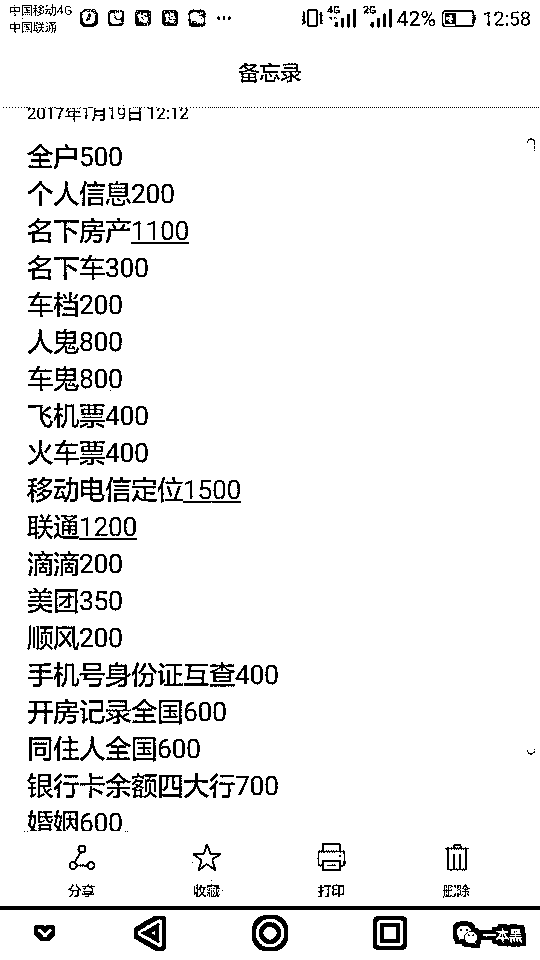 中国移动4G 4G 2G 42% 12:58
中国联通
备忘录
2017年1月19日 12:12
全户500
个人信息200
名下房产1100
名下车300
车档200
人鬼800
车鬼800
飞机票400
火车票400
移动电信定位1500
联通1200
滴滴200
美团350
顺风200
手机号身份证互查400
开房记录全国600
同住人全国600
银行卡余额四大行700
婚姻600
分享 收藏 打印 删除
一本黑